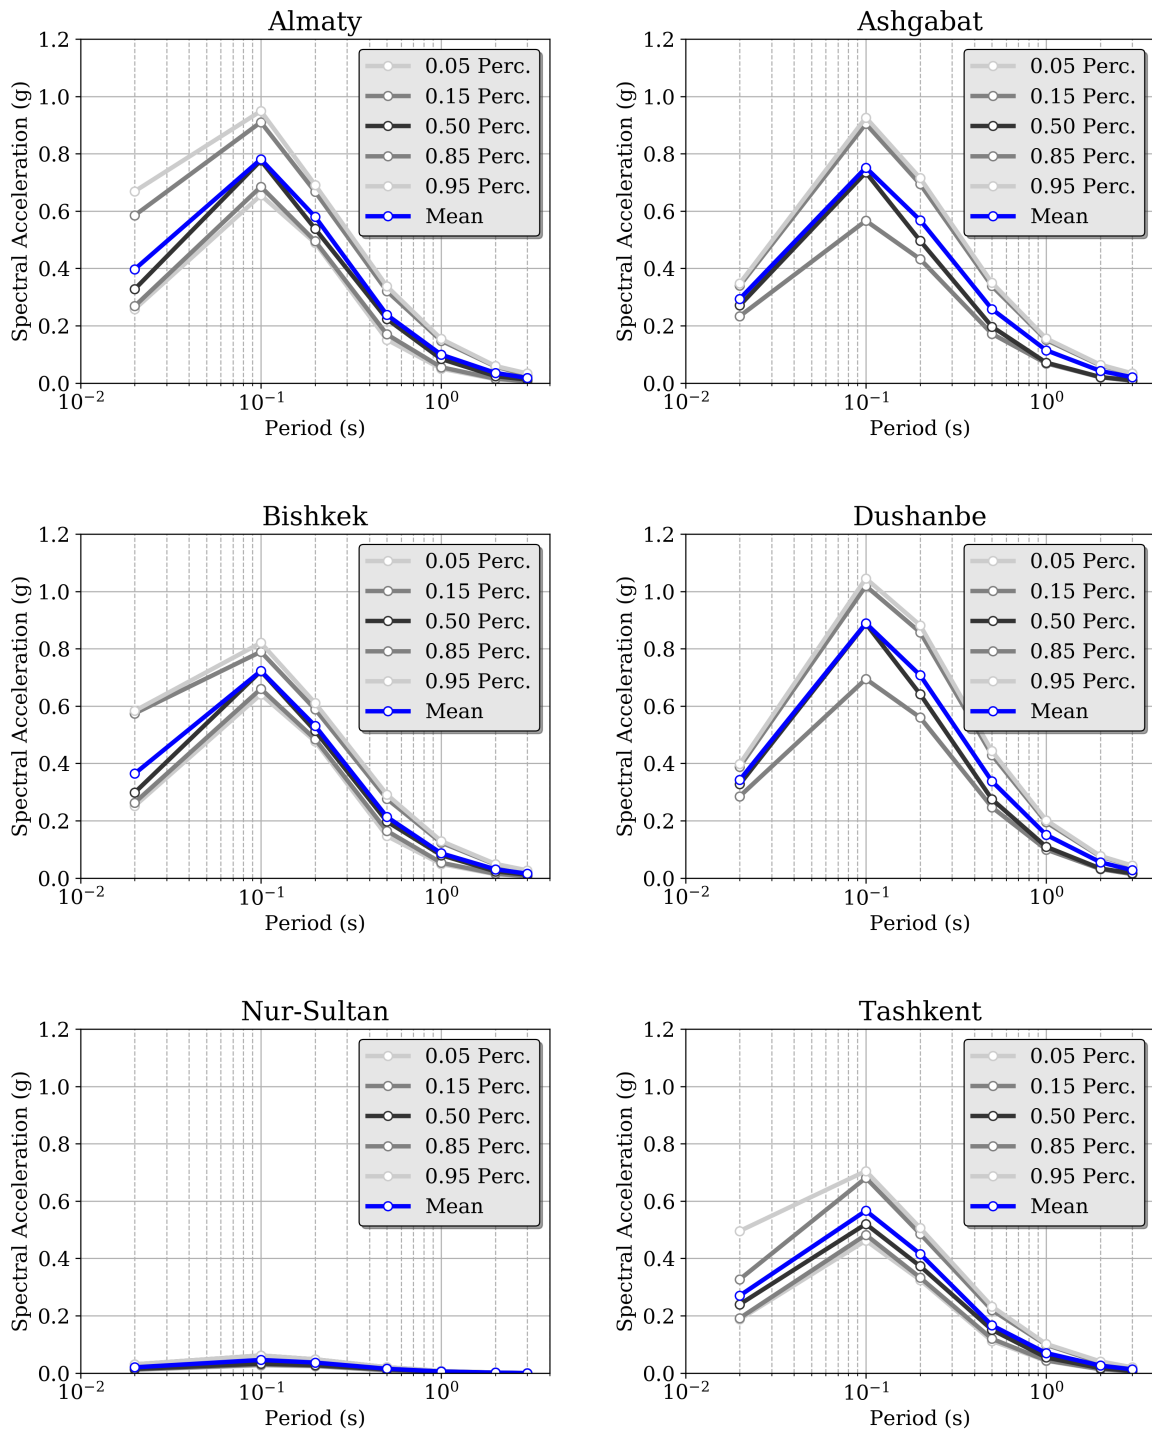 Almaty
Spectral Acceleration (g)
1.2
1.0
0.8
0.6
0.4
0.2
0.0
0.05 Perc.
0.15 Perc.
0.50 Perc.
0.85 Perc.
0.95 Perc.
Mean
10⁻² 10⁻¹ 10⁰
Period (s)
Ashgabat
Spectral Acceleration (g)
1.2
1.0
0.8
0.6
0.4
0.2
0.0
0.05 Perc.
0.15 Perc.
0.50 Perc.
0.85 Perc.
0.95 Perc.
Mean
10⁻² 10⁻¹ 10⁰
Period (s)
Bishkek
Spectral Acceleration (g)
1.2
1.0
0.8
0.6
0.4
0.2
0.0
0.05 Perc.
0.15 Perc.
0.50 Perc.
0.85 Perc.
0.95 Perc.
Mean
10⁻² 10⁻¹ 10⁰
Period (s)
Dushanbe
Spectral Acceleration (g)
1.2
1.0
0.8
0.6
0.4
0.2
0.0
0.05 Perc.
0.15 Perc.
0.50 Perc.
0.85 Perc.
0.95 Perc.
Mean
10⁻² 10⁻¹ 10⁰
Period (s)
Nur-Sultan
Spectral Acceleration (g)
1.2
1.0
0.8
0.6
0.4
0.2
0.0
0.05 Perc.
0.15 Perc.
0.50 Perc.
0.85 Perc.
0.95 Perc.
Mean
10⁻² 10⁻¹ 10⁰
Period (s)
Tashkent
Spectral Acceleration (g)
1.2
1.0
0.8
0.6
0.4
0.2
0.0
0.05 Perc.
0.15 Perc.
0.50 Perc.
0.85 Perc.
0.95 Perc.
Mean
10⁻² 10⁻¹ 10⁰
Period (s)